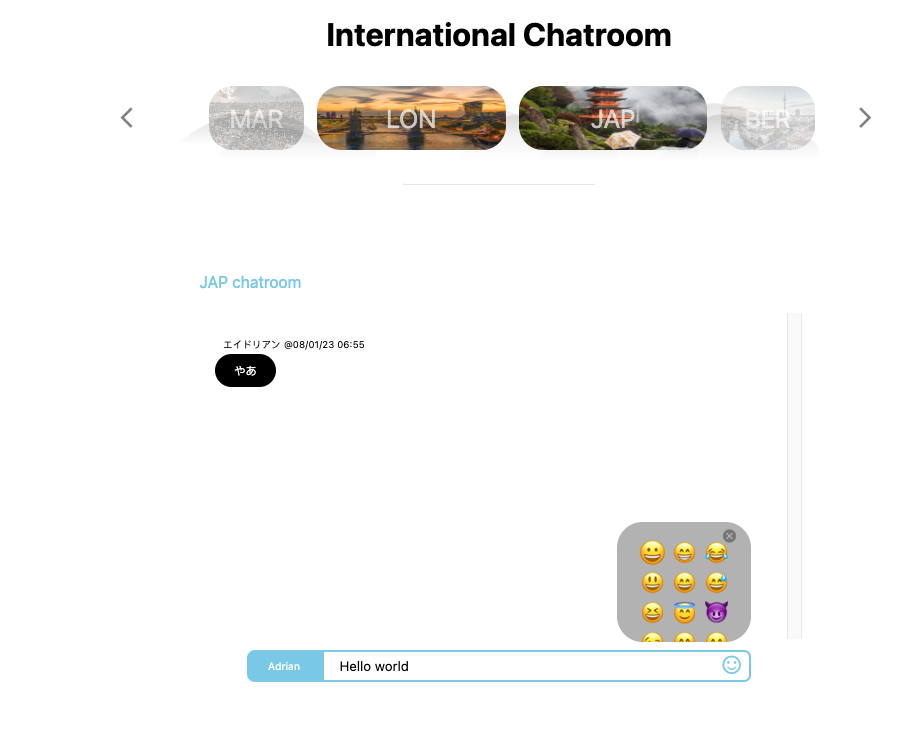 International Chatroom
MAR LON JAP BER
JAP chatroom
エイドリアン @08/01/23 06:55
やあ
Adrian Hello world